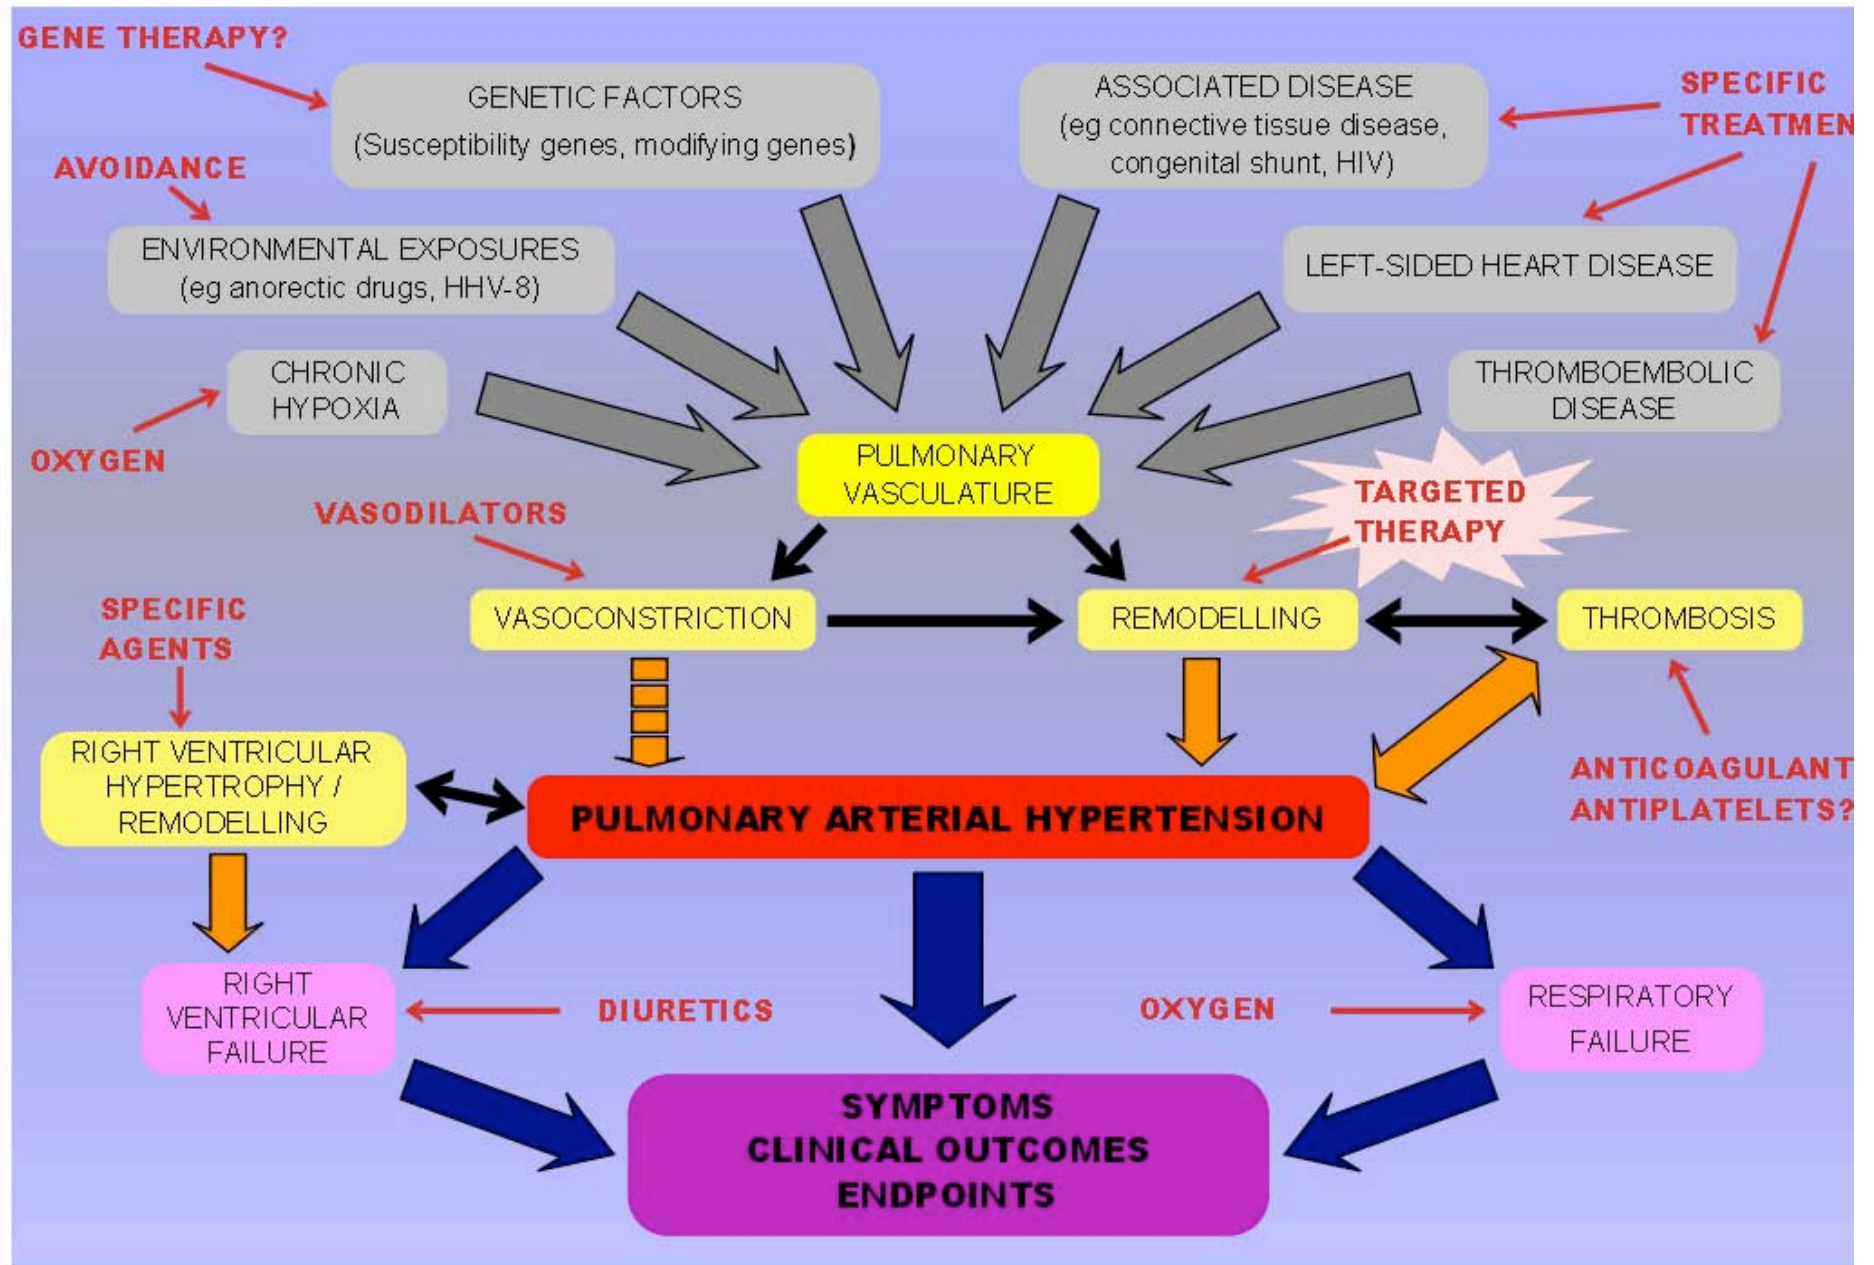 GENE THERAPY?
GENETIC FACTORS
(Susceptibility genes, modifying genes)
ASSOCIATED DISEASE
(eg connective tissue disease,
congenital shunt, HIV)
SPECIFIC
TREATMEN
AVOIDANCE
ENVIRONMENTAL EXPOSURES
(eg anorectic drugs, HHV-8)
LEFT-SIDED HEART DISEASE
CHRONIC
HYPOXIA
THROMBOEMBOLIC
DISEASE
OXYGEN
PULMONARY
VASCULATURE
VASODILATORS
TARGETED
THERAPY
SPECIFIC
AGENTS
VASOCONSTRICTION
REMODELLING
THROMBOSIS
RIGHT VENTRICULAR
HYPERTROPHY /
REMODELLING
PULMONARY ARTERIAL HYPERTENSION
ANTICOAGULANT
ANTIPLATELETS?
RIGHT
VENTRICULAR
FAILURE
DIURETICS
OXYGEN
RESPIRATORY
FAILURE
SYMPTOMS
CLINICAL OUTCOMES
ENDPOINTS